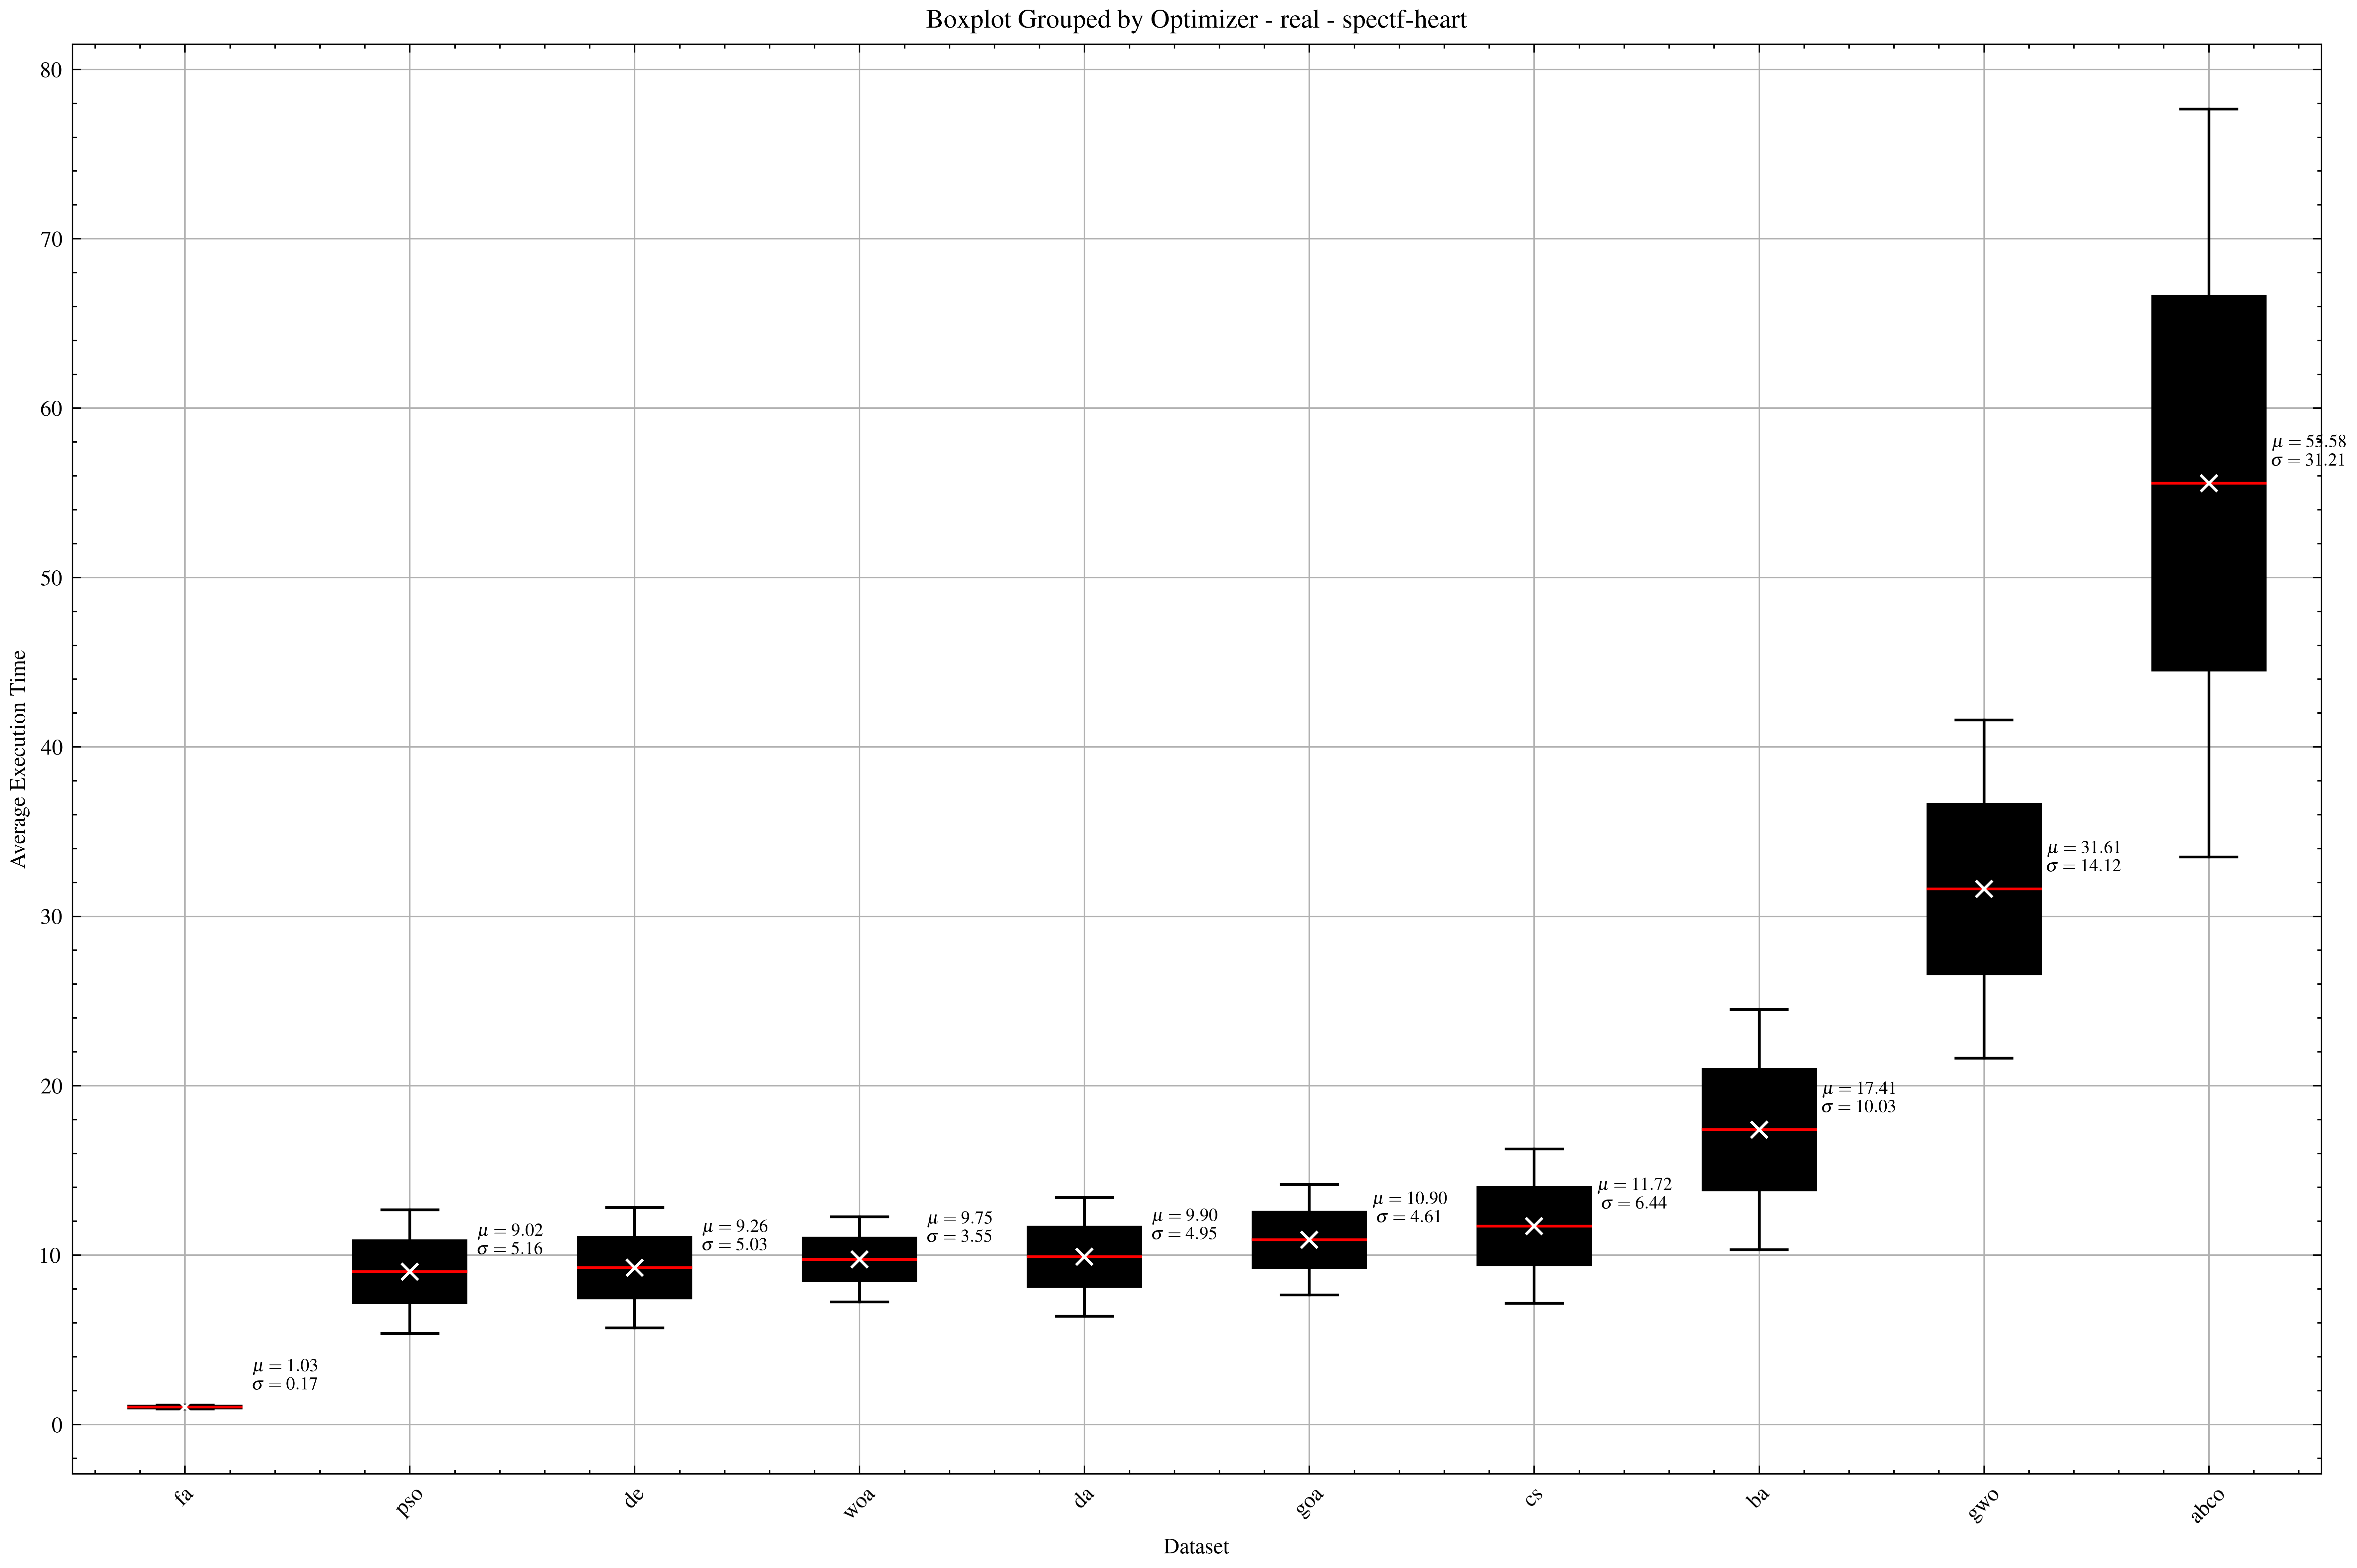 Boxplot Grouped by Optimizer - real - spectf-heart
80
70
60
50
40
30
20
10
0
Average Execution Time
μ = 1.03
σ = 0.17
μ = 9.02
σ = 5.16
μ = 9.26
σ = 5.03
μ = 9.75
σ = 3.55
μ = 9.90
σ = 4.95
μ = 10.90
σ = 4.61
μ = 11.72
σ = 6.44
μ = 17.41
σ = 10.03
μ = 31.61
σ = 14.12
μ = 55.58
σ = 31.21
fa
pso
de
woa
da
goa
cs
ba
gwo
abco
Dataset